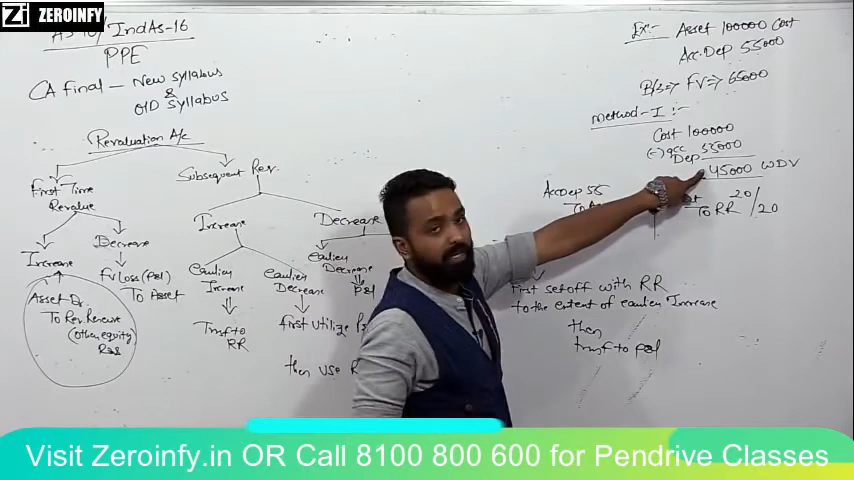 Zi ZEROINFY
AS-10/IndAs-16
PPE
CA final - New syllabus
&
OlD Syllabus
Revaluation A/c
First Time
Revalue
Subsequent Rev.
Increase
Decrease
FV Loss (P&L)
To Asset
Asset Dr.
To Rev. Reserve
(other equity)
R&S
Increase
Decrease
Earlier
Increase
Earlier
Decrease
Earlier
Decrease
P&L
Trnsf to
RR
First utilize
then use
Ex:- Asset 100000 Cost
Acc. Dep 55000
B/s => FV => 65000
Method-I :-
Cost 100000
(-) acc
Dep 55000
45000 WDV
Acc Dep 55
To
20/
To RR 20
First setoff with RR
to the extent of earlier Increase
then
trnsf to P&L
Visit Zeroinfy.in OR Call 8100 800 600 for Pendrive Classes